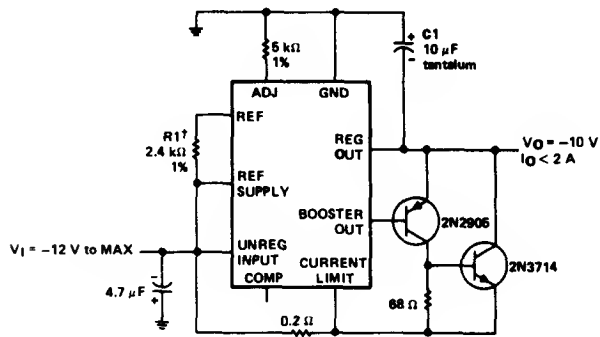 5 kΩ
1%
C1
10 μF
tantalum
+
−
ADJ
GND
REF
R1†
2.4 kΩ
1%
REF
SUPPLY
REG
OUT
VO = −10 V
IO < 2 A
BOOSTER
OUT
2N2905
VI = −12 V to MAX
UNREG
INPUT
COMP
CURRENT
LIMIT
2N3714
−
4.7 μF
+
68 Ω
0.2 Ω